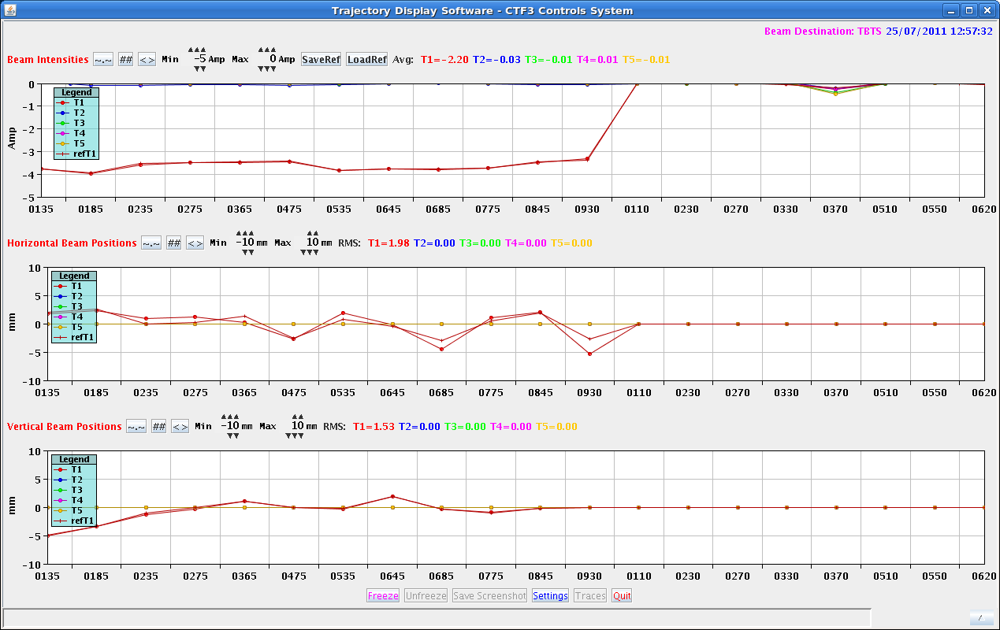 Trajectory Display Software - CTF3 Controls System
Beam Destination: TBTS 25/07/2011 12:57:32
Beam Intensities ~.~ ## <> Min -5 Amp Max 0 Amp SaveRef LoadRef Avg: T1=-2.20 T2=-0.03 T3=-0.01 T4=0.01 T5=-0.01
Legend
T1
T2
T3
T4
T5
refT1
Amp
0
-1
-2
-3
-4
-5
0135 0185 0235 0275 0365 0475 0535 0645 0685 0775 0845 0930 0110 0230 0270 0330 0370 0510 0550 0620
Horizontal Beam Positions ~.~ ## <> Min -10 mm Max 10 mm RMS: T1=1.98 T2=0.00 T3=0.00 T4=0.00 T5=0.00
Legend
T1
T2
T3
T4
T5
refT1
mm
10
5
0
-5
-10
0135 0185 0235 0275 0365 0475 0535 0645 0685 0775 0845 0930 0110 0230 0270 0330 0370 0510 0550 0620
Vertical Beam Positions ~.~ ## <> Min -10 mm Max 10 mm RMS: T1=1.53 T2=0.00 T3=0.00 T4=0.00 T5=0.00
Legend
T1
T2
T3
T4
T5
refT1
mm
10
5
0
-5
-10
0135 0185 0235 0275 0365 0475 0535 0645 0685 0775 0845 0930 0110 0230 0270 0330 0370 0510 0550 0620
Freeze Unfreeze Save Screenshot Settings Traces Quit